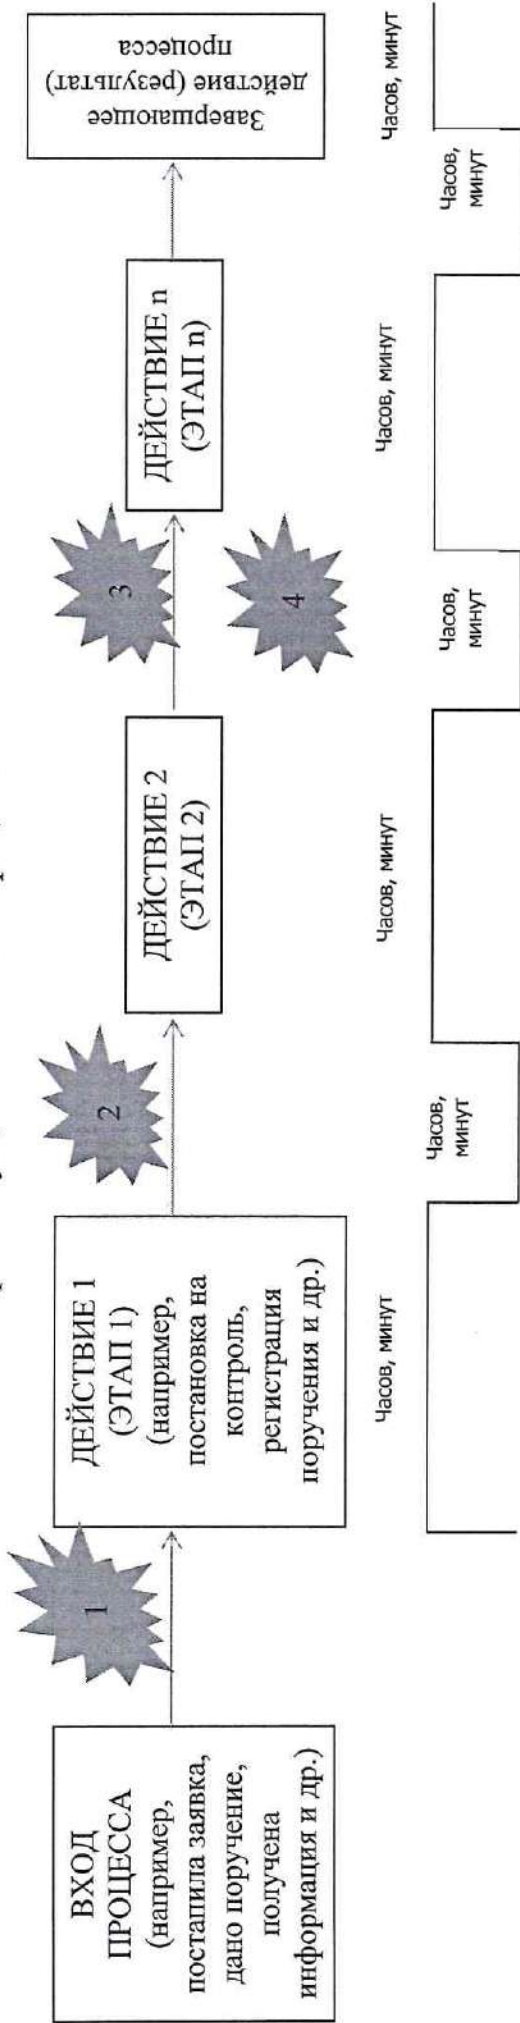 ВХОД
ПРОЦЕССА
(например,
поступила заявка,
дано поручение,
получена
информация и др.)
1
ДЕЙСТВИЕ 1
(ЭТАП 1)
(например,
постановка на
контроль,
регистрация
поручения и др.)
2
ДЕЙСТВИЕ 2
(ЭТАП 2)
3
4
ДЕЙСТВИЕ n
(ЭТАП n)
Завершающее
действие (результат)
процесса
Часов, минут
Часов,
минут
Часов, минут
Часов,
минут
Часов, минут
Часов,
минут
Часов, минут